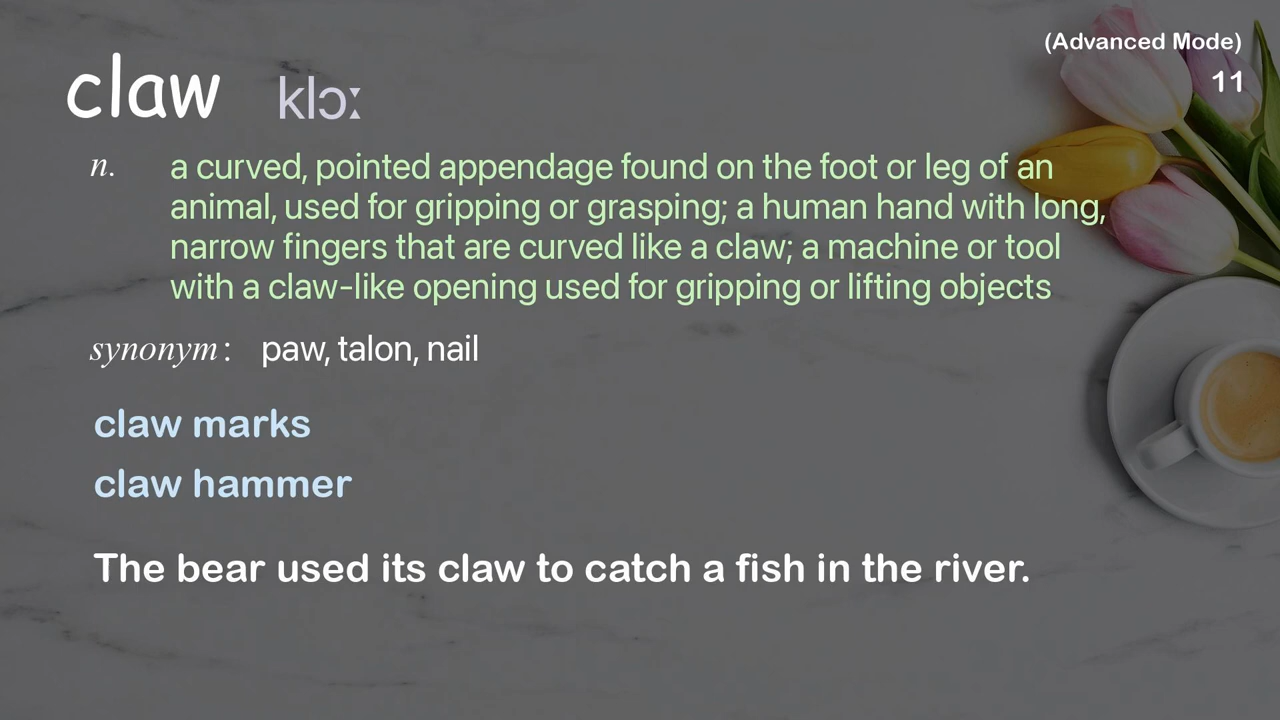 (Advanced Mode)
11
claw klɔː
n. a curved, pointed appendage found on the foot or leg of an
animal, used for gripping or grasping; a human hand with long,
narrow fingers that are curved like a claw; a machine or tool
with a claw-like opening used for gripping or lifting objects
synonym : paw, talon, nail
claw marks
claw hammer
The bear used its claw to catch a fish in the river.